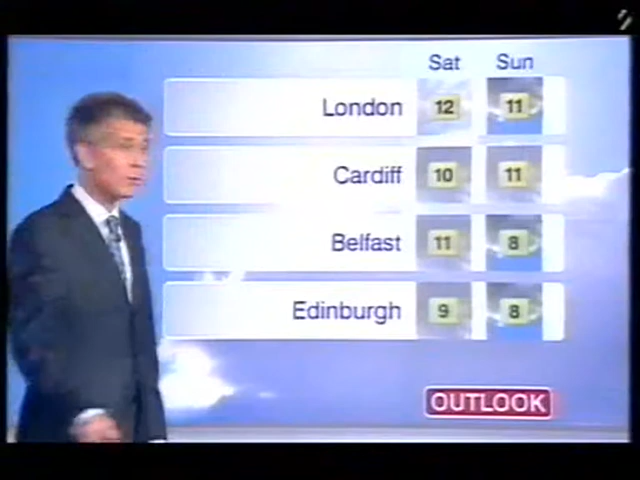 Sat Sun
London 12 11
Cardiff 10 11
Belfast 11 8
Edinburgh 9 8
OUTLOOK